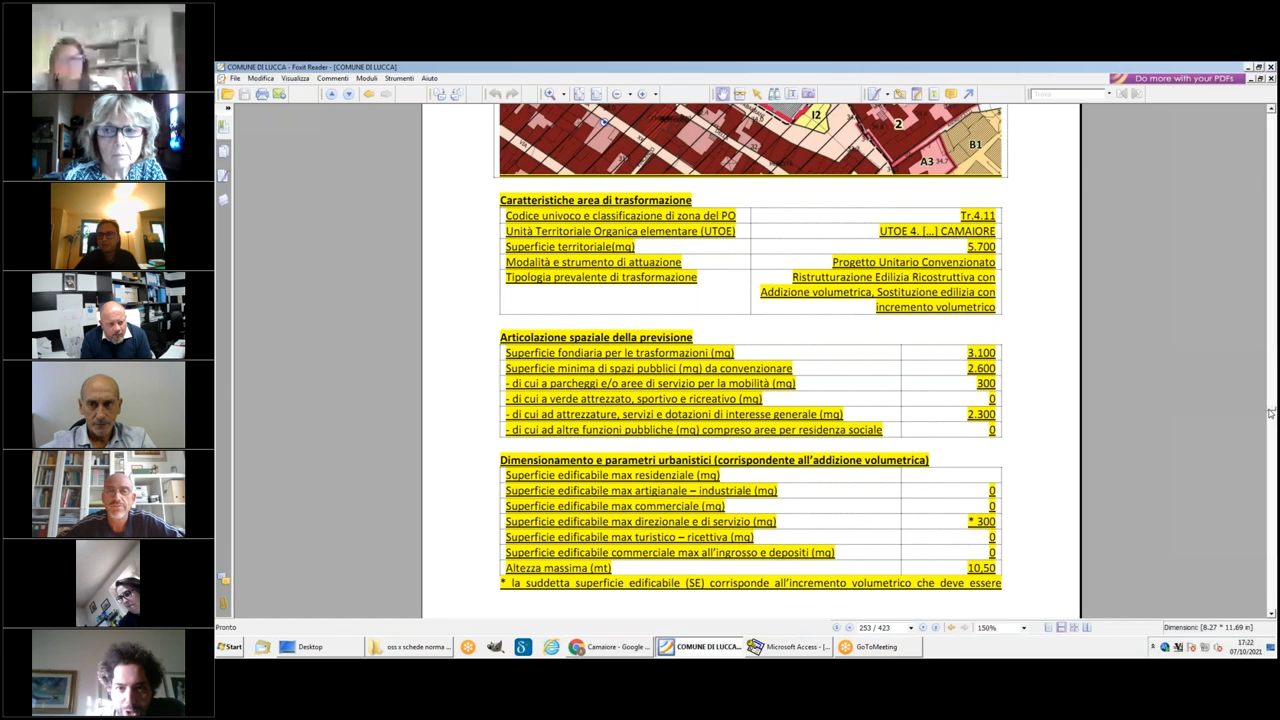 COMUNE DI LUCCA - Foxit Reader - [COMUNE DI LUCCA]
File Modifica Visualizza Commenti Moduli Strumenti Aiuto
Do more with your PDFs
I2
2
B1
A3
34.7
Caratteristiche area di trasformazione
Codice univoco e classificazione di zona del PO Tr.4.11
Unità Territoriale Organica elementare (UTOE) UTOE 4. [...] CAMAIORE
Superficie territoriale(mq) 5.700
Modalità e strumento di attuazione Progetto Unitario Convenzionato
Tipologia prevalente di trasformazione Ristrutturazione Edilizia Ricostruttiva con
Addizione volumetrica, Sostituzione edilizia con
incremento volumetrico
Articolazione spaziale della previsione
Superficie fondiaria per le trasformazioni (mq) 3.100
Superficie minima di spazi pubblici (mq) da convenzionare 2.600
- di cui a parcheggi e/o aree di servizio per la mobilità (mq) 300
- di cui a verde attrezzato, sportivo e ricreativo (mq) 0
- di cui ad attrezzature, servizi e dotazioni di interesse generale (mq) 2.300
- di cui ad altre funzioni pubbliche (mq) compreso aree per residenza sociale 0
Dimensionamento e parametri urbanistici (corrispondente all'addizione volumetrica)
Superficie edificabile max residenziale (mq)
Superficie edificabile max artigianale – industriale (mq) 0
Superficie edificabile max commerciale (mq) 0
Superficie edificabile max direzionale e di servizio (mq) * 300
Superficie edificabile max turistico – ricettiva (mq) 0
Superficie edificabile commerciale max all'ingrosso e depositi (mq) 0
Altezza massima (mt) 10,50
* la suddetta superficie edificabile (SE) corrisponde all'incremento volumetrico che deve essere
Pronto 253 / 423 150% Dimensioni: [8.27 * 11.69 in]
Start Desktop oss x schede norma ... Camaiore - Google ... COMUNE DI LUCCA... Microsoft Access - [... GoToMeeting 17:22
07/10/2021